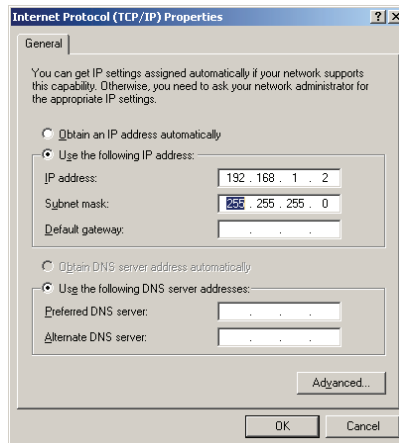 Internet Protocol (TCP/IP) Properties
General
You can get IP settings assigned automatically if your network supports
this capability. Otherwise, you need to ask your network administrator for
the appropriate IP settings.
Obtain an IP address automatically
Use the following IP address:
IP address: 192 . 168 . 1 . 2
Subnet mask: 255 . 255 . 255 . 0
Default gateway: . . .
Obtain DNS server address automatically
Use the following DNS server addresses:
Preferred DNS server: . . .
Alternate DNS server: . . .
Advanced...
OK Cancel